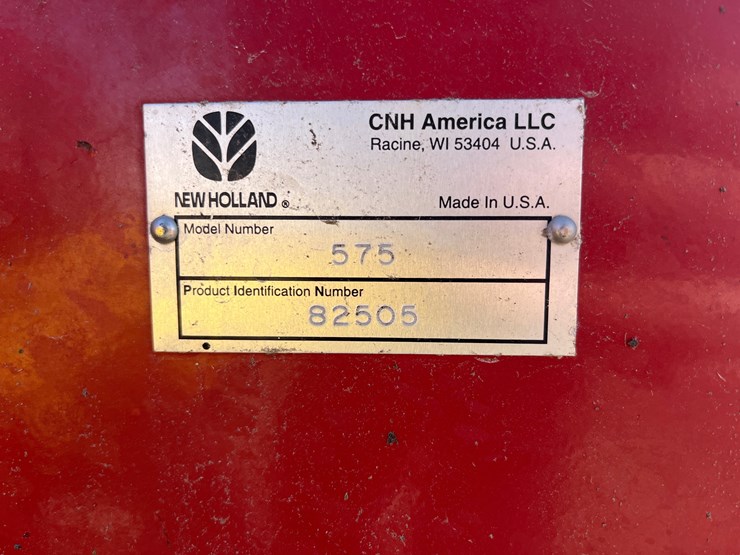 CNH America LLC
Racine, WI 53404 U.S.A.
NEW HOLLAND ®
Made In U.S.A.
Model Number
575
Product Identification Number
82505